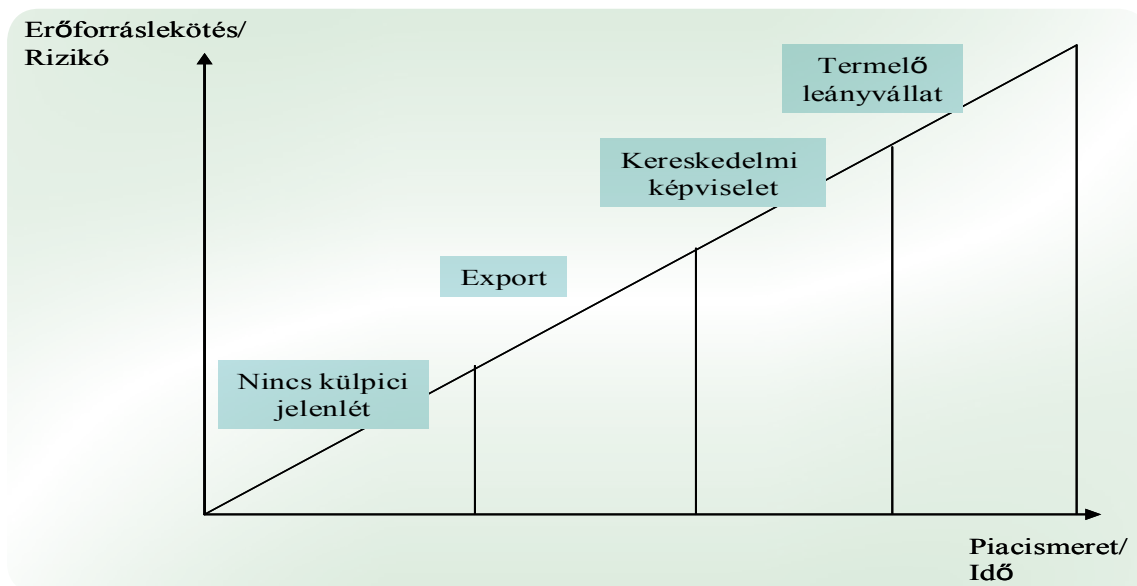 Erőforráslekötés/
Rizikó
Termelő
leányvállat
Kereskedelmi
képviselet
Export
Nincs külpici
jelenlét
Piacismeret/
Idő